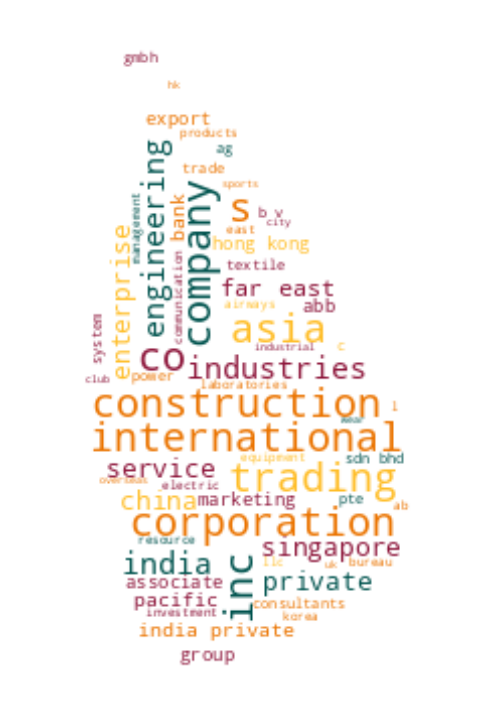 gmbh
hk
export
products
engineering
ag
trade
management
sports
company
bank
s
b v
city
enterprise
east
hong kong
communication
textile
far east
airways
abb
system
asia
industrial
c
co
industries
club
power
laboratories
construction
l
wear
international
equipment
sdn bhd
service
overseas
electric
trading
china
marketing
pte
ab
corporation
resource
singapore
india
inc
llc
uk
bureau
associate
private
pacific
consultants
investment
korea
india private
group